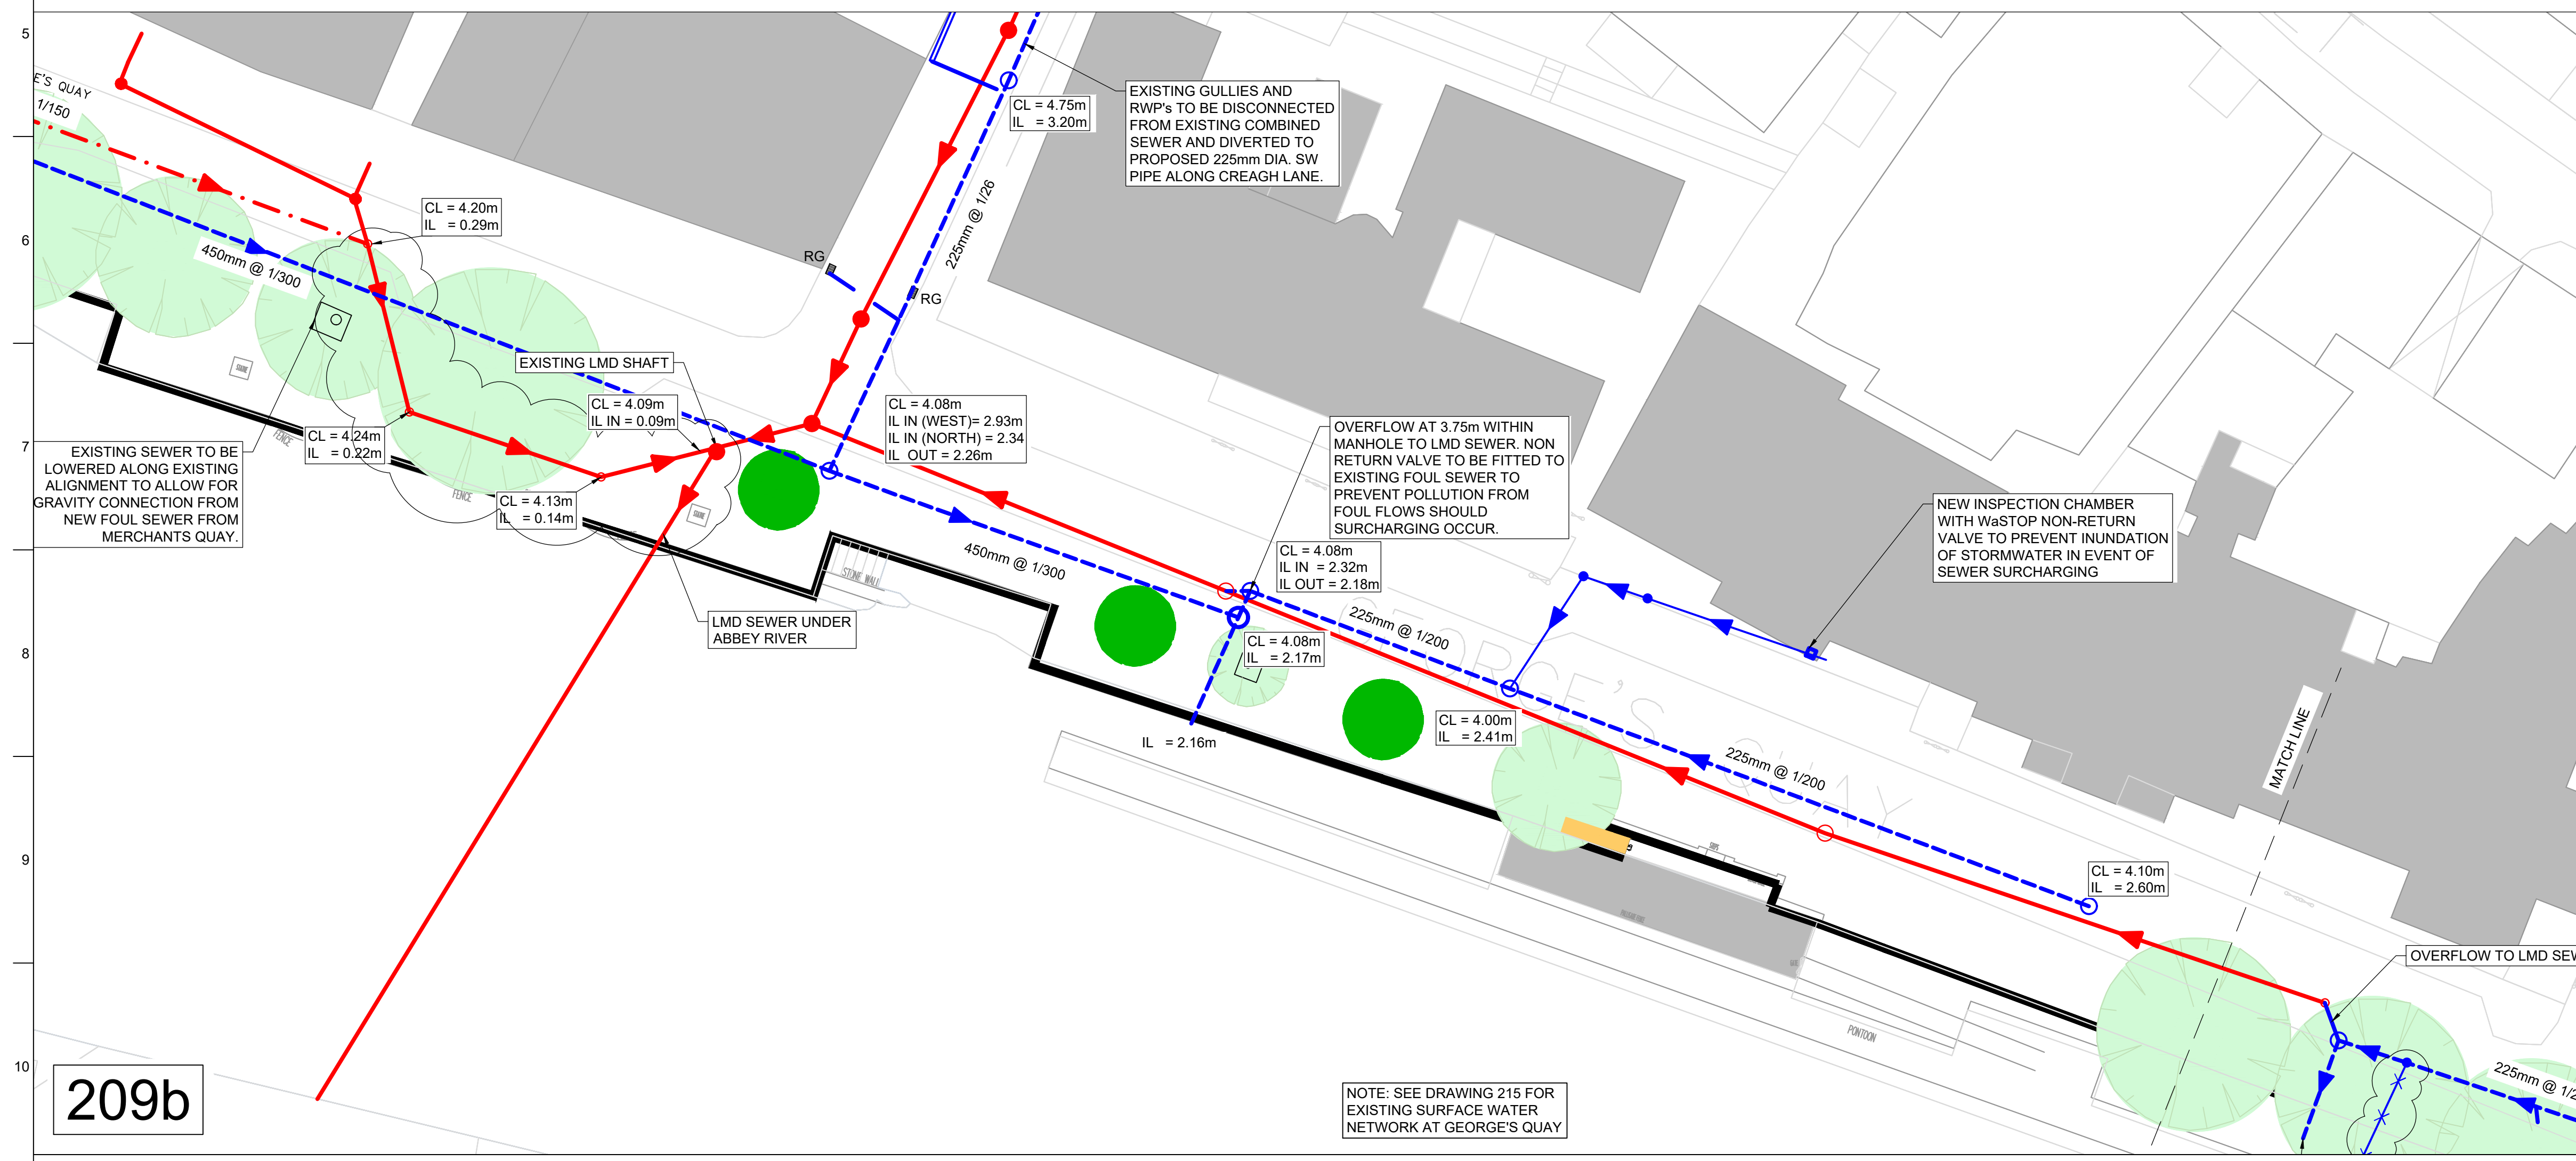 5
6
7
8
9
10
E'S QUAY
1/150
CL = 4.20m
IL = 0.29m
450mm @ 1/300
CL = 4.75m
IL = 3.20m
EXISTING GULLIES AND
RWP's TO BE DISCONNECTED
FROM EXISTING COMBINED
SEWER AND DIVERTED TO
PROPOSED 225mm DIA. SW
PIPE ALONG CREAGH LANE.
225mm @ 1/26
RG
RG
EXISTING LMD SHAFT
CL = 4.09m
IL IN = 0.09m
CL = 4.08m
IL IN (WEST)= 2.93m
IL IN (NORTH) = 2.34
IL OUT = 2.26m
CL = 4.24m
IL = 0.22m
FENCE
FENCE
EXISTING SEWER TO BE
LOWERED ALONG EXISTING
ALIGNMENT TO ALLOW FOR
GRAVITY CONNECTION FROM
NEW FOUL SEWER FROM
MERCHANTS QUAY.
CL = 4.13m
IL = 0.14m
STONE WALL
LMD SEWER UNDER
ABBEY RIVER
450mm @ 1/300
OVERFLOW AT 3.75m WITHIN
MANHOLE TO LMD SEWER. NON
RETURN VALVE TO BE FITTED TO
EXISTING FOUL SEWER TO
PREVENT POLLUTION FROM
FOUL FLOWS SHOULD
SURCHARGING OCCUR.
CL = 4.08m
IL IN = 2.32m
IL OUT = 2.18m
NEW INSPECTION CHAMBER
WITH WaSTOP NON-RETURN
VALVE TO PREVENT INUNDATION
OF STORMWATER IN EVENT OF
SEWER SURCHARGING
225mm @ 1/200
CL = 4.08m
IL = 2.17m
GEORGE'S QUAY
CL = 4.00m
IL = 2.41m
IL = 2.16m
225mm @ 1/200
MATCH LINE
CL = 4.10m
IL = 2.60m
OVERFLOW TO LMD SEW
PONTOON
225mm @ 1/2
209b
NOTE: SEE DRAWING 215 FOR
EXISTING SURFACE WATER
NETWORK AT GEORGE'S QUAY